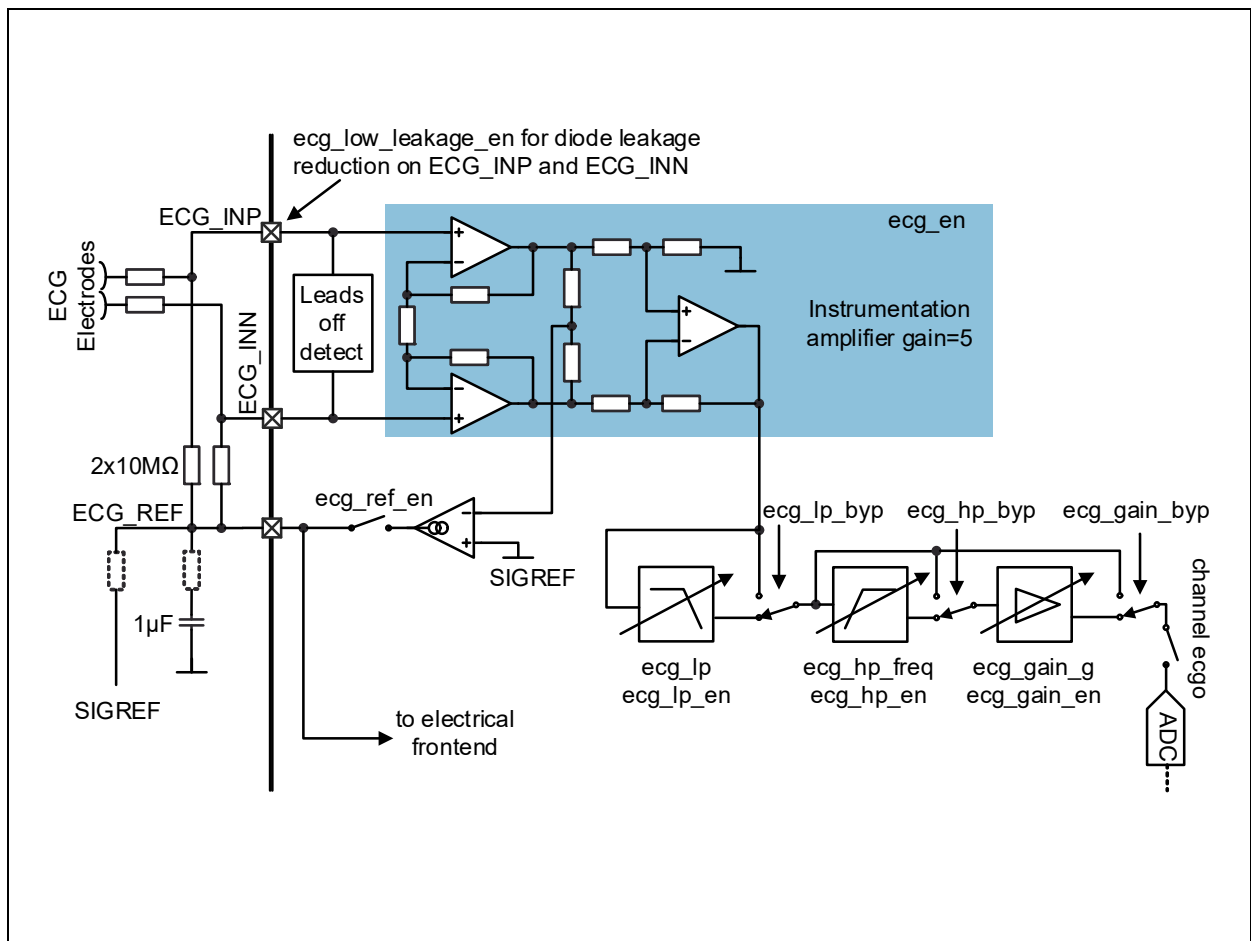 ecg_low_leakage_en for diode leakage
reduction on ECG_INP and ECG_INN
ECG_INP
ecg_en
ECG
Electrodes
Leads
off
detect
ECG_INN
Instrumentation
amplifier gain=5
+
−
−
+
+
−
2x10MΩ
ECG_REF
ecg_ref_en
−
+
SIGREF
1µF
SIGREF
to electrical
frontend
ecg_lp_byp
ecg_hp_byp
ecg_gain_byp
ecg_lp
ecg_lp_en
ecg_hp_freq
ecg_hp_en
ecg_gain_g
ecg_gain_en
channel ecgo
ADC